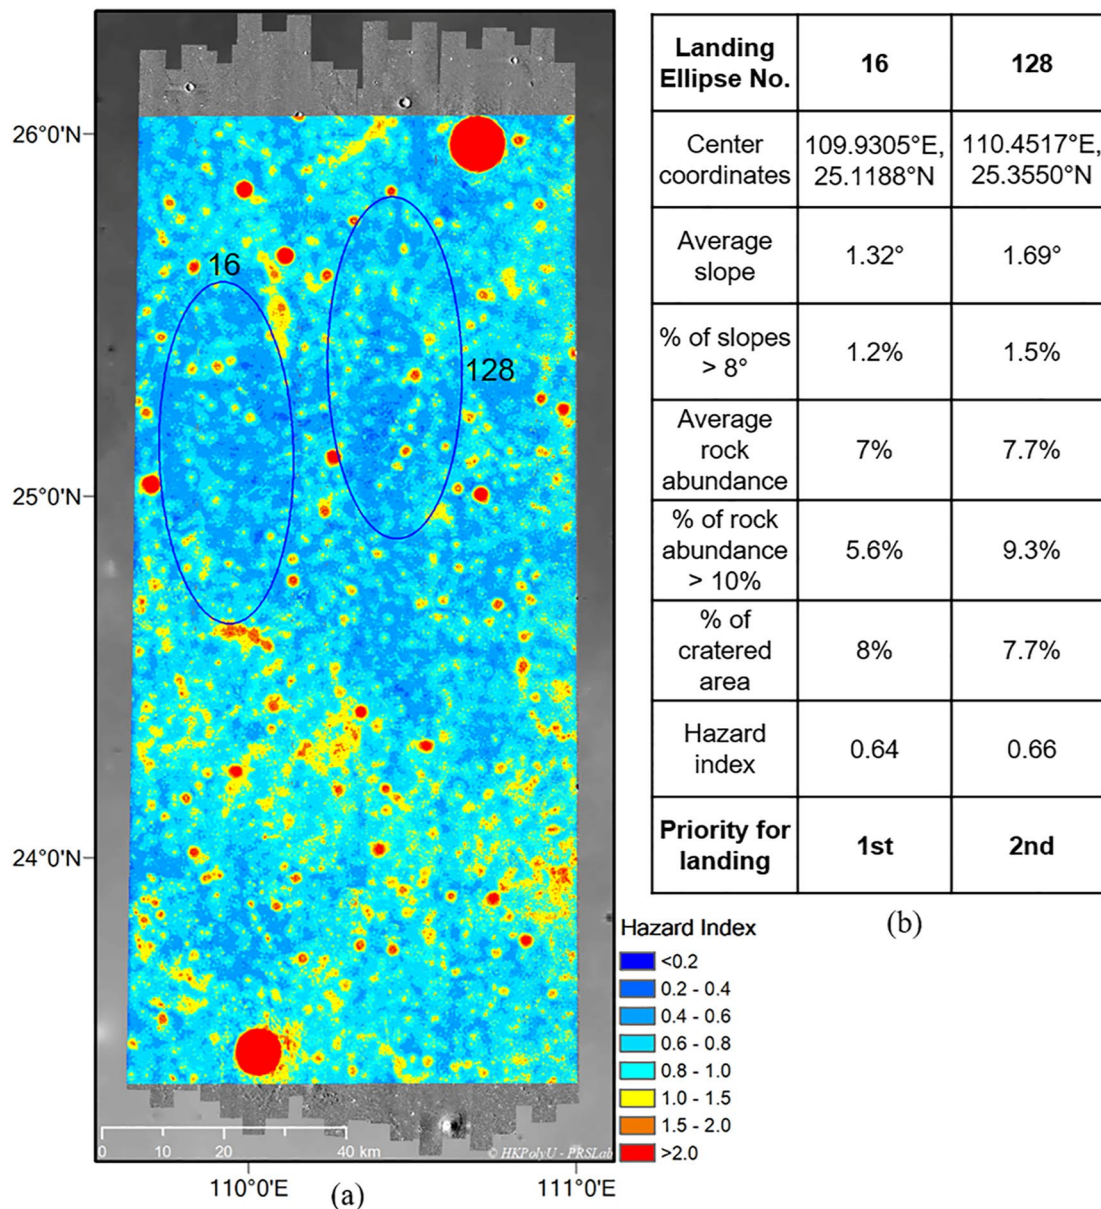 26°0'N
25°0'N
24°0'N
16
128
0 10 20 40 km
© HKPolyU - PRSLab
110°0'E
111°0'E
(a)
Landing
Ellipse No.
16
128
Center
coordinates
109.9305°E,
25.1188°N
110.4517°E,
25.3550°N
Average
slope
1.32°
1.69°
% of slopes
> 8°
1.2%
1.5%
Average
rock
abundance
7%
7.7%
% of rock
abundance
> 10%
5.6%
9.3%
% of
cratered
area
8%
7.7%
Hazard
index
0.64
0.66
Priority for
landing
1st
2nd
(b)
Hazard Index
<0.2
0.2 - 0.4
0.4 - 0.6
0.6 - 0.8
0.8 - 1.0
1.0 - 1.5
1.5 - 2.0
>2.0